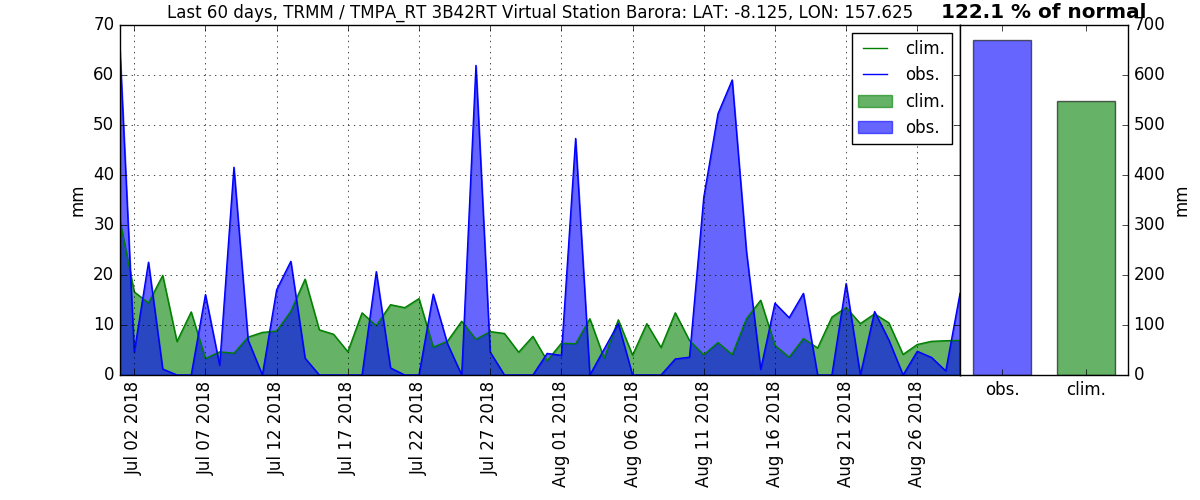 Last 60 days, TRMM / TMPA_RT 3B42RT Virtual Station Barora: LAT: -8.125, LON: 157.625
122.1 % of normal
70
60
50
40
30
20
10
0
mm
clim.
obs.
clim.
obs.
700
600
500
400
300
200
100
0
mm
obs.
clim.
Jul 02 2018
Jul 07 2018
Jul 12 2018
Jul 17 2018
Jul 22 2018
Jul 27 2018
Aug 01 2018
Aug 06 2018
Aug 11 2018
Aug 16 2018
Aug 21 2018
Aug 26 2018